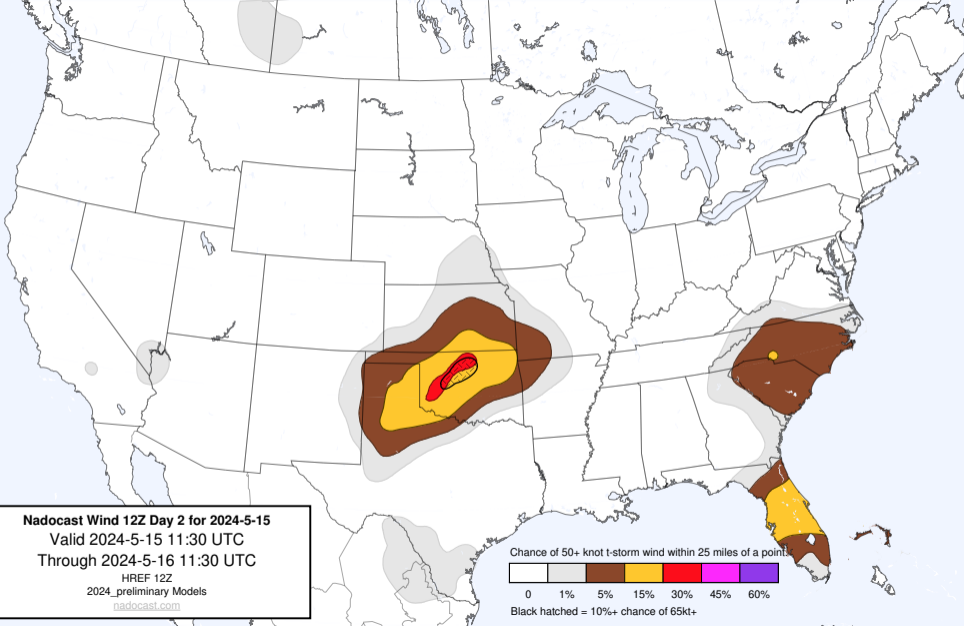 Nadocast Wind 12Z Day 2 for 2024-5-15
Valid 2024-5-15 11:30 UTC
Through 2024-5-16 11:30 UTC
HREF 12Z
2024_preliminary Models
nadocast.com
Chance of 50+ knot t-storm wind within 25 miles of a point.
0 1% 5% 15% 30% 45% 60%
Black hatched = 10%+ chance of 65kt+